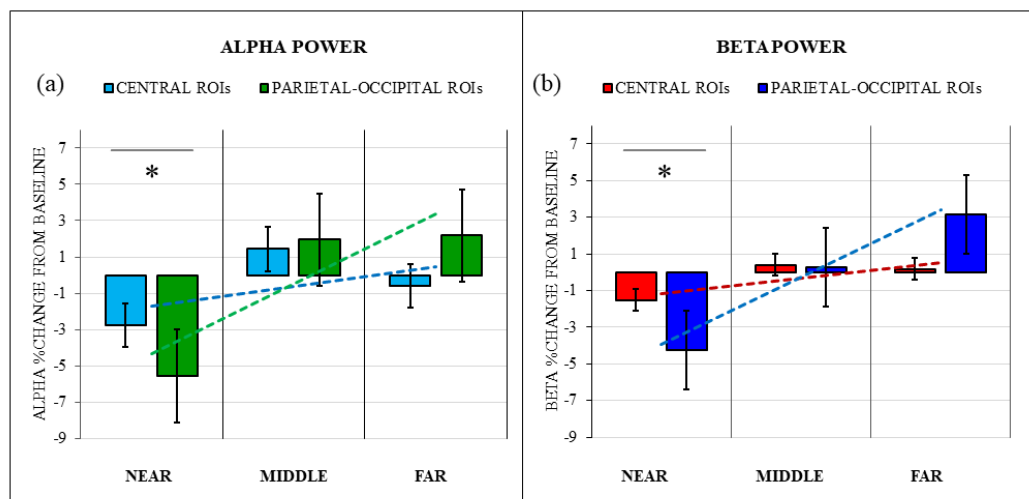 ALPHA POWER
(a)
CENTRAL ROIs PARIETAL-OCCIPITAL ROIs
ALPHA %CHANGE FROM BASELINE
7
5
3
1
-1
-3
-5
-7
-9
*
NEAR MIDDLE FAR
BETA POWER
(b)
CENTRAL ROIs PARIETAL-OCCIPITAL ROIs
BETA %CHANGE FROM BASELINE
7
5
3
1
-1
-3
-5
-7
-9
*
NEAR MIDDLE FAR